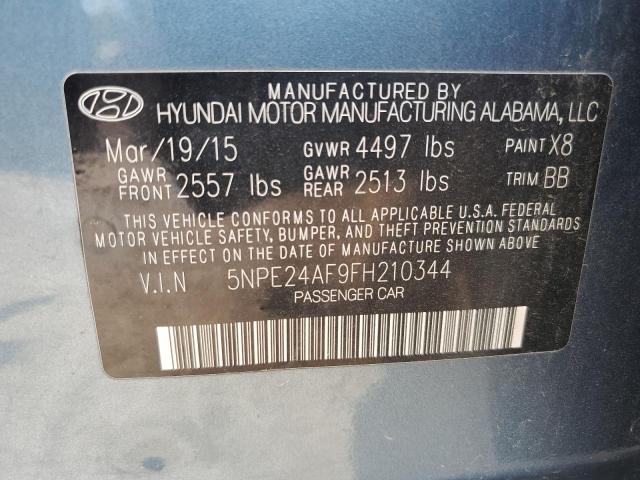 MANUFACTURED BY
HYUNDAI MOTOR MANUFACTURING ALABAMA, LLC
Mar/19/15 GVWR 4497 lbs PAINT X8
GAWR FRONT 2557 lbs GAWR REAR 2513 lbs TRIM BB
THIS VEHICLE CONFORMS TO ALL APPLICABLE U.S.A. FEDERAL
MOTOR VEHICLE SAFETY, BUMPER, AND THEFT PREVENTION STANDARDS
IN EFFECT ON THE DATE OF MANUFACTURE SHOWN ABOVE.
V.I.N 5NPE24AF9FH210344
PASSENGER CAR